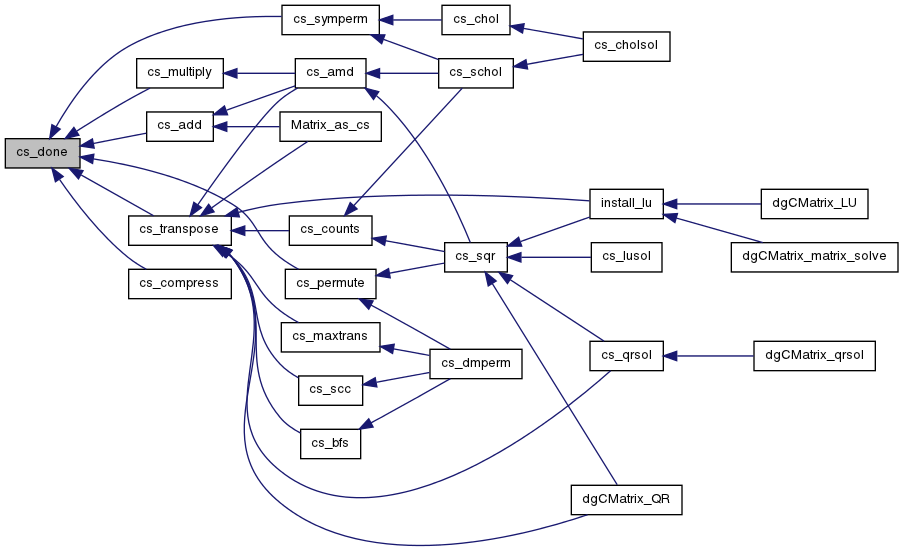 cs_symperm
cs_chol
cs_cholsol
cs_multiply
cs_amd
cs_schol
cs_add
Matrix_as_cs
cs_done
install_lu
dgCMatrix_LU
cs_transpose
cs_counts
cs_sqr
cs_lusol
dgCMatrix_matrix_solve
cs_compress
cs_permute
cs_maxtrans
cs_dmperm
cs_qrsol
dgCMatrix_qrsol
cs_scc
cs_bfs
dgCMatrix_QR